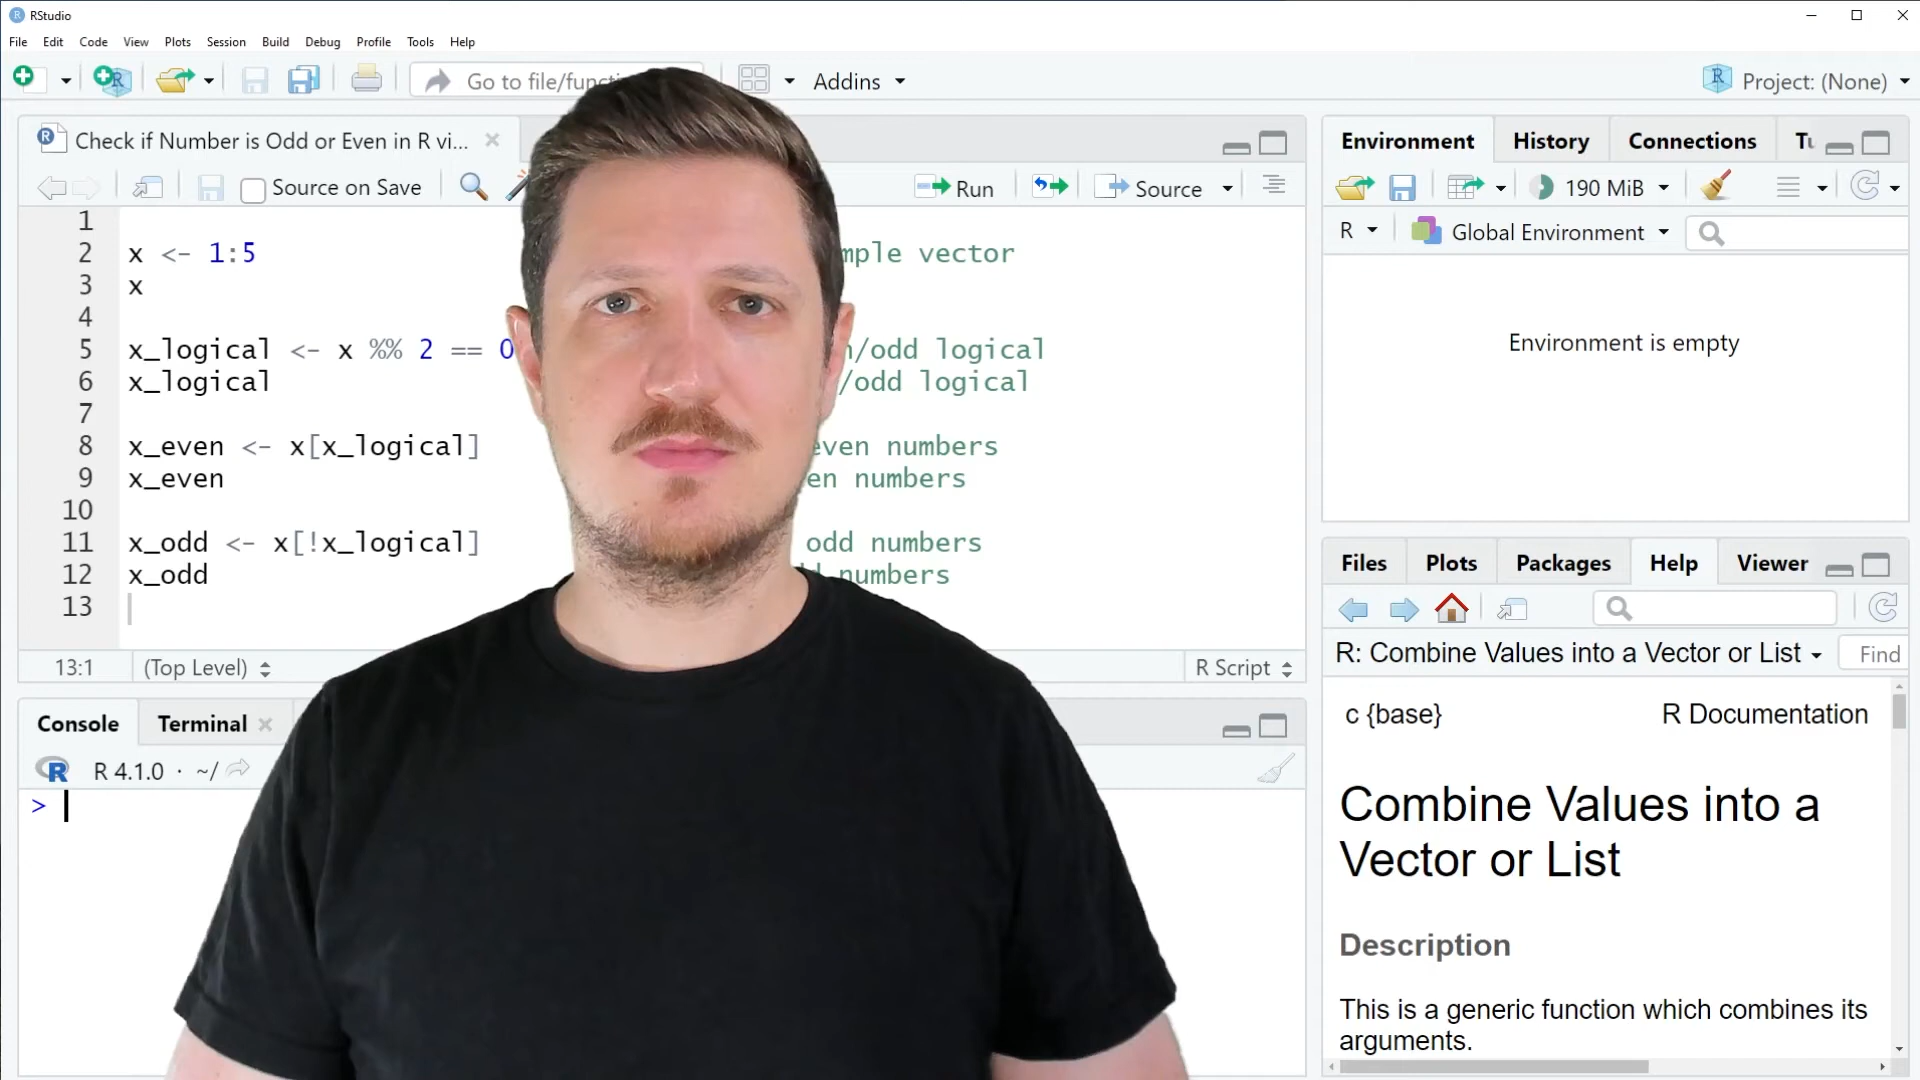 RStudio
File Edit Code View Plots Session Build Debug Profile Tools Help
Go to file/functi
Addins
Project: (None)
Check if Number is Odd or Even in R vi...
Source on Save
Run
Source
1
2 x <- 1:5 mple vector
3 x
4
5 x_logical <- x %% 2 == 0 n/odd logical
6 x_logical /odd logical
7
8 x_even <- x[x_logical] even numbers
9 x_even en numbers
10
11 x_odd <- x[!x_logical] odd numbers
12 x_odd d numbers
13
13:1 (Top Level) R Script
Console Terminal
R 4.1.0 · ~/
>
Environment History Connections Tu
190 MiB
R Global Environment
Environment is empty
Files Plots Packages Help Viewer
R: Combine Values into a Vector or List Find
c {base} R Documentation
Combine Values into a
Vector or List
Description
This is a generic function which combines its
arguments.